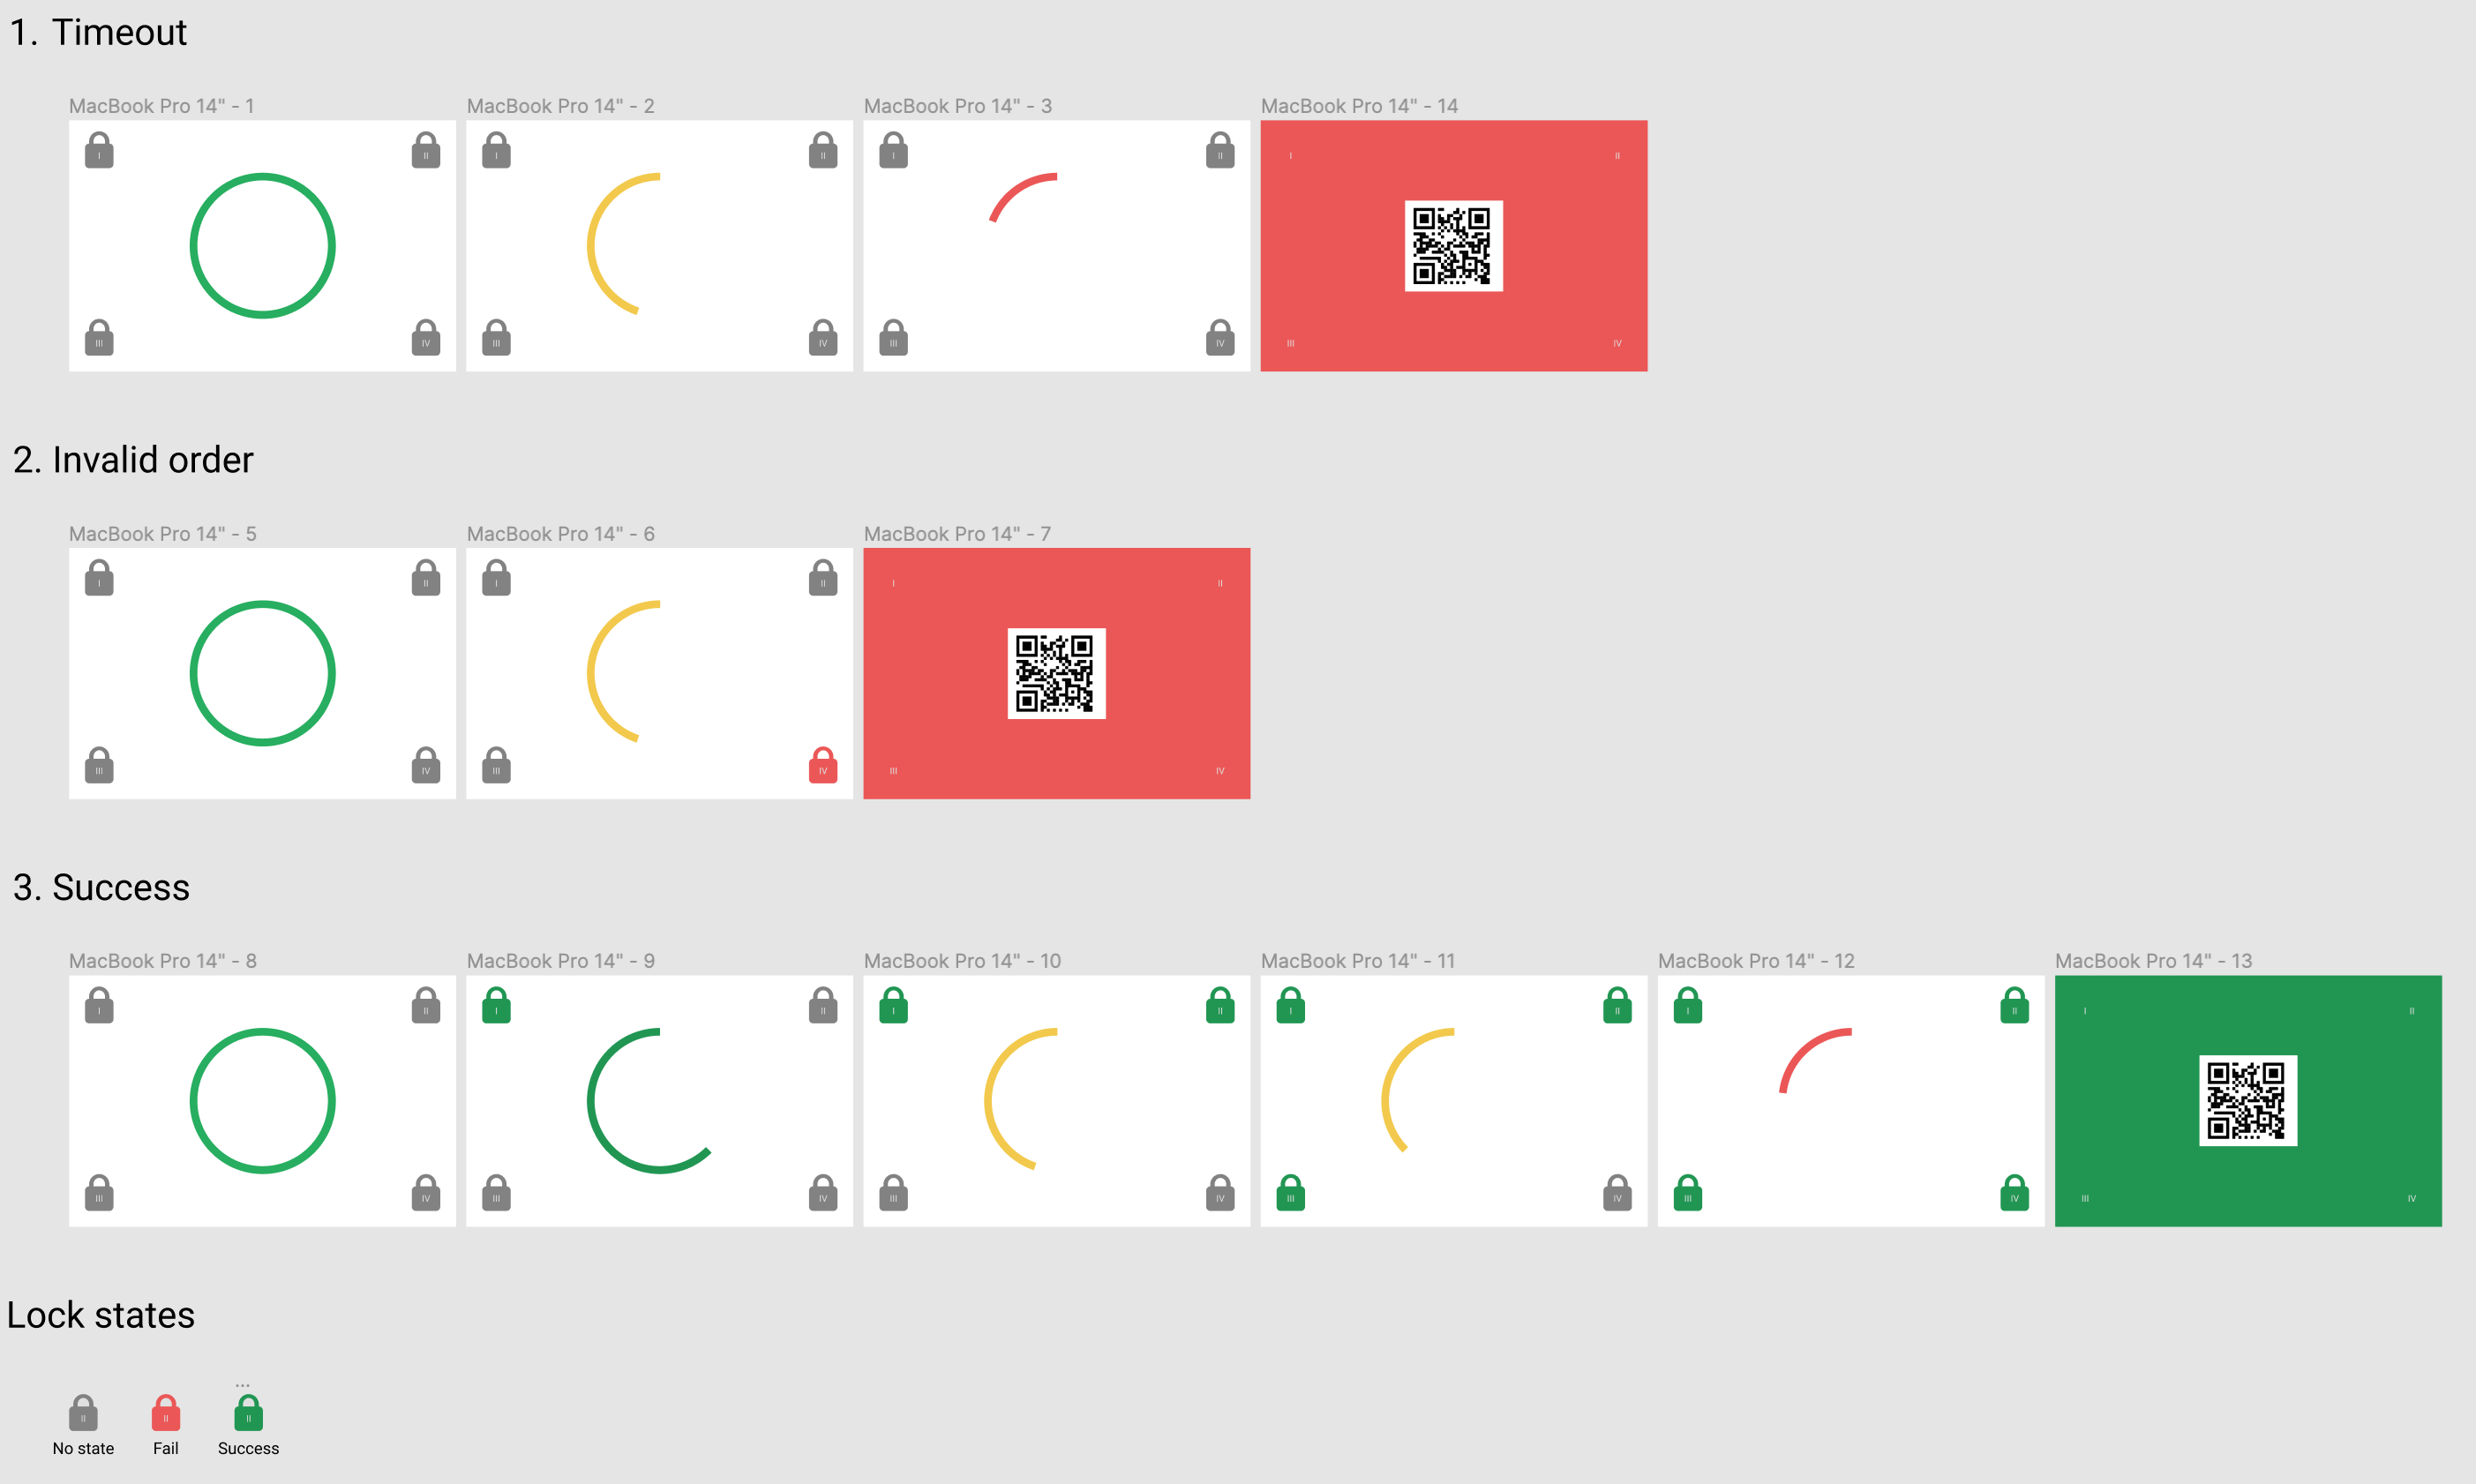 1. Timeout
MacBook Pro 14" - 1
MacBook Pro 14" - 2
MacBook Pro 14" - 3
MacBook Pro 14" - 14
I
II
I
II
I
II
I
II
III
IV
III
IV
III
IV
III
IV
2. Invalid order
MacBook Pro 14" - 5
MacBook Pro 14" - 6
MacBook Pro 14" - 7
I
II
I
II
I
II
III
IV
III
IV
III
IV
3. Success
MacBook Pro 14" - 8
MacBook Pro 14" - 9
MacBook Pro 14" - 10
MacBook Pro 14" - 11
MacBook Pro 14" - 12
MacBook Pro 14" - 13
I
II
I
II
I
II
I
II
I
II
I
II
III
IV
III
IV
III
IV
III
IV
III
IV
III
IV
Lock states
...
II
II
II
No state
Fail
Success